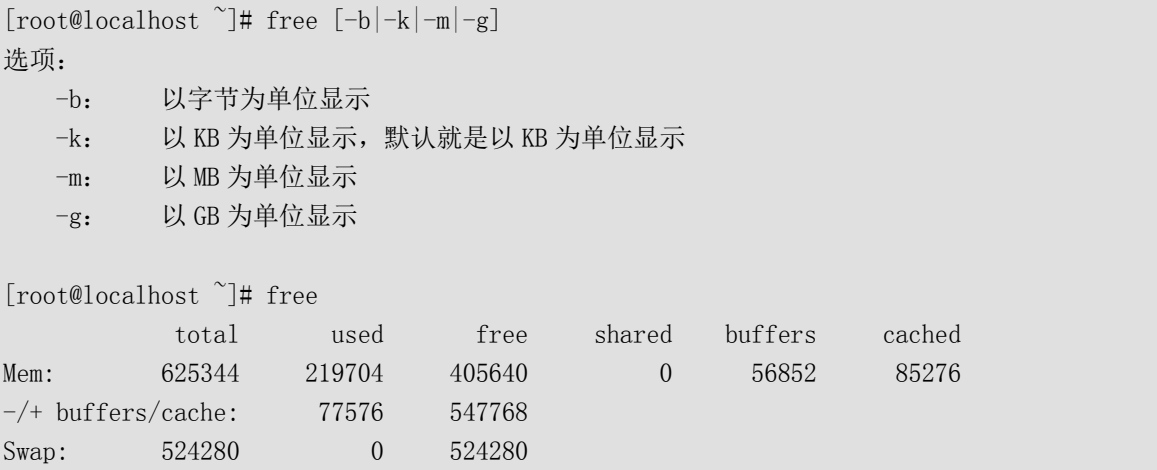 [root@localhost ~]# free [-b|-k|-m|-g]
选项：
-b： 以字节为单位显示
-k： 以 KB 为单位显示，默认就是以 KB 为单位显示
-m： 以 MB 为单位显示
-g： 以 GB 为单位显示
[root@localhost ~]# free
total used free shared buffers cached
Mem: 625344 219704 405640 0 56852 85276
-/+ buffers/cache: 77576 547768
Swap: 524280 0 524280